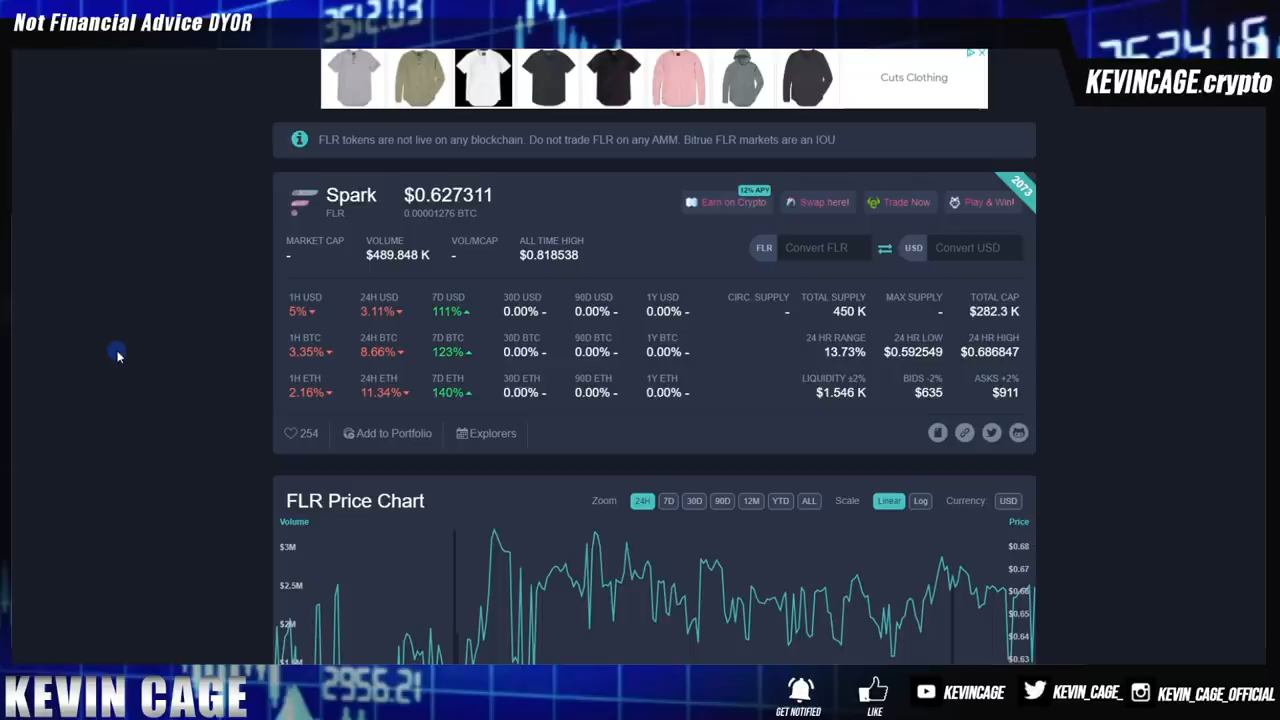 Not Financial Advice DYOR
3512.03
352416
KEVINCAGE.crypto
Cuts Clothing
FLR tokens are not live on any blockchain. Do not trade FLR on any AMM. Bitrue FLR markets are an IOU
2073
Spark $0.627311
FLR 0.00001276 BTC
12% APY
Earn on Crypto Swap here! Trade Now Play & Win!
MARKET CAP VOLUME VOL/MCAP ALL TIME HIGH
- $489.848 K - $0.818538
FLR Convert FLR USD Convert USD
1H USD 24H USD 7D USD 30D USD 90D USD 1Y USD CIRC. SUPPLY TOTAL SUPPLY MAX SUPPLY TOTAL CAP
5% 3.11% 111% 0.00% - 0.00% - 0.00% - - 450 K - $282.3 K
1H BTC 24H BTC 7D BTC 30D BTC 90D BTC 1Y BTC 24 HR RANGE 24 HR LOW 24 HR HIGH
3.35% 8.66% 123% 0.00% - 0.00% - 0.00% - 13.73% $0.592549 $0.686847
1H ETH 24H ETH 7D ETH 30D ETH 90D ETH 1Y ETH LIQUIDITY ±2% BIDS -2% ASKS +2%
2.16% 11.34% 140% 0.00% - 0.00% - 0.00% - $1.546 K $635 $911
254 Add to Portfolio Explorers
FLR Price Chart Zoom 24H 7D 30D 90D 12M YTD ALL Scale Linear Log Currency: USD
Volume Price
$3M $0.68
$0.67
$2.5M $0.66
$0.65
$2M $0.64
$0.63
KEVIN CAGE
2956.21
GET NOTIFIED
LIKE
KEVINCAGE
KEVIN_CAGE_
KEVIN_CAGE_OFFICIAL